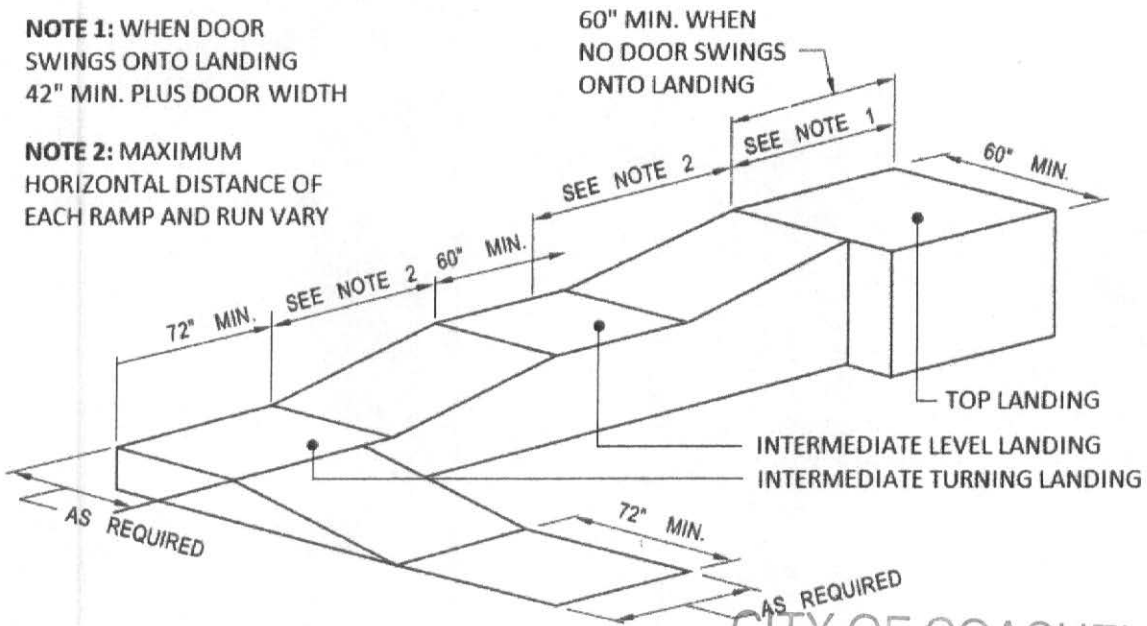 NOTE 1: WHEN DOOR
SWINGS ONTO LANDING
42" MIN. PLUS DOOR WIDTH
NOTE 2: MAXIMUM
HORIZONTAL DISTANCE OF
EACH RAMP AND RUN VARY
60" MIN. WHEN
NO DOOR SWINGS
ONTO LANDING
SEE NOTE 1
60" MIN.
SEE NOTE 2
60" MIN.
SEE NOTE 2
72" MIN.
TOP LANDING
INTERMEDIATE LEVEL LANDING
INTERMEDIATE TURNING LANDING
AS REQUIRED
72" MIN.
AS REQUIRED
CITY OF